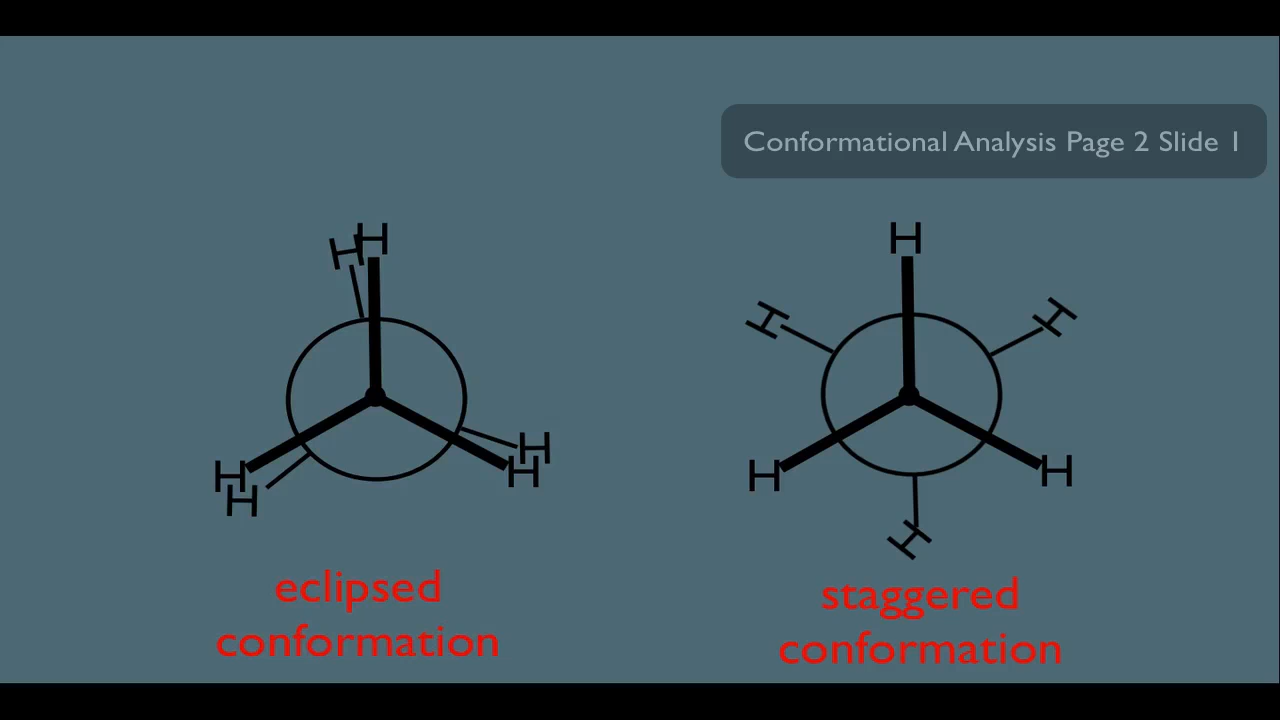 Conformational Analysis Page 2 Slide 1
H
H
H
H
H
H
eclipsed
conformation
H
H
H
H
H
H
staggered
conformation